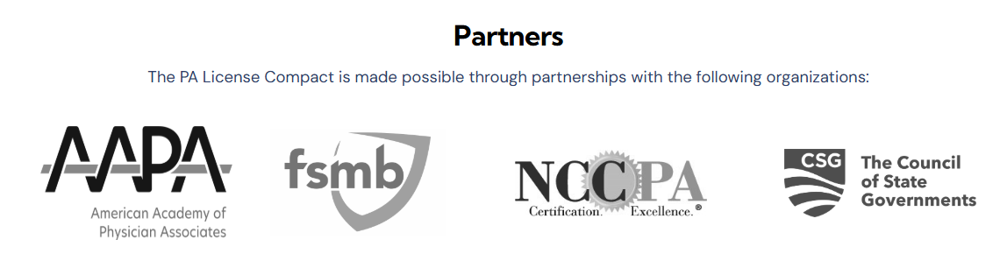 Partners
The PA License Compact is made possible through partnerships with the following organizations:
AAPA
American Academy of
Physician Associates
fsmb
NCCPA
Certification. Excellence.®
CSG
The Council
of State
Governments